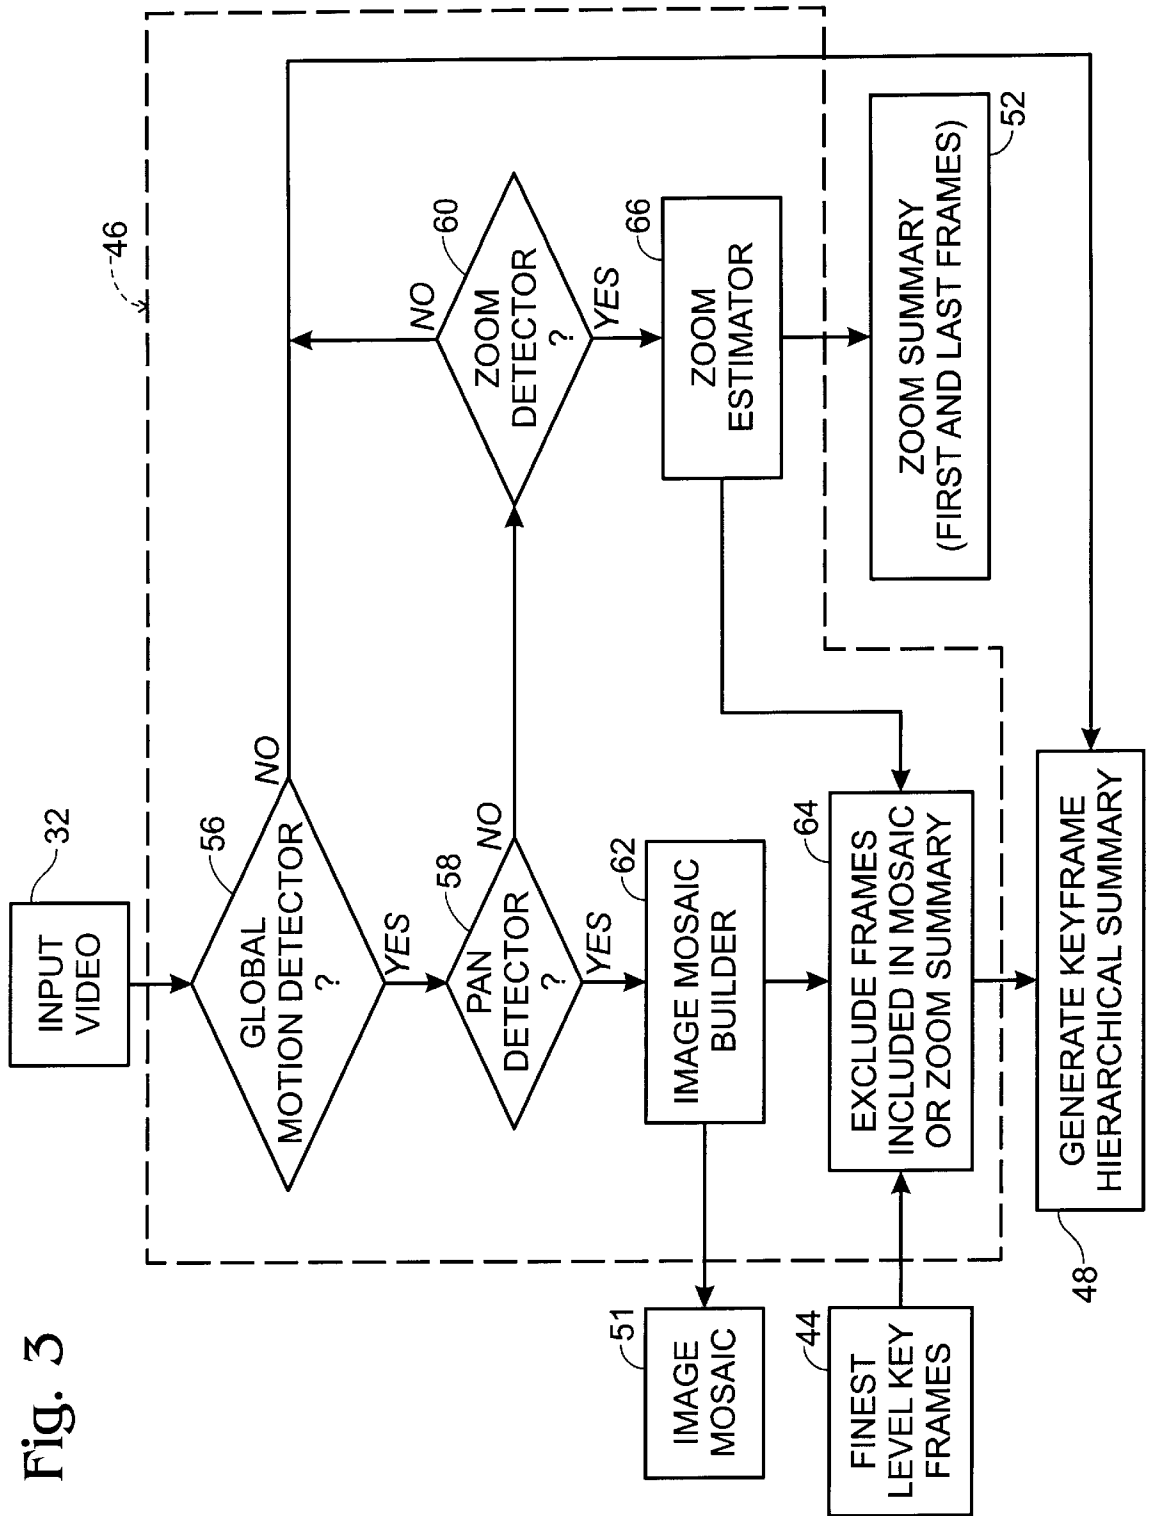 Fig. 3
INPUT
VIDEO
32
46
GLOBAL
MOTION DETECTOR
?
56
NO
YES
PAN
DETECTOR
?
58
NO
YES
ZOOM
DETECTOR
?
60
NO
YES
IMAGE
MOSAIC
51
IMAGE MOSAIC
BUILDER
62
ZOOM
ESTIMATOR
66
FINEST
LEVEL KEY
FRAMES
44
EXCLUDE FRAMES
INCLUDED IN MOSAIC
OR ZOOM SUMMARY
64
ZOOM SUMMARY
(FIRST AND LAST FRAMES)
52
GENERATE KEYFRAME
HIERARCHICAL SUMMARY
48